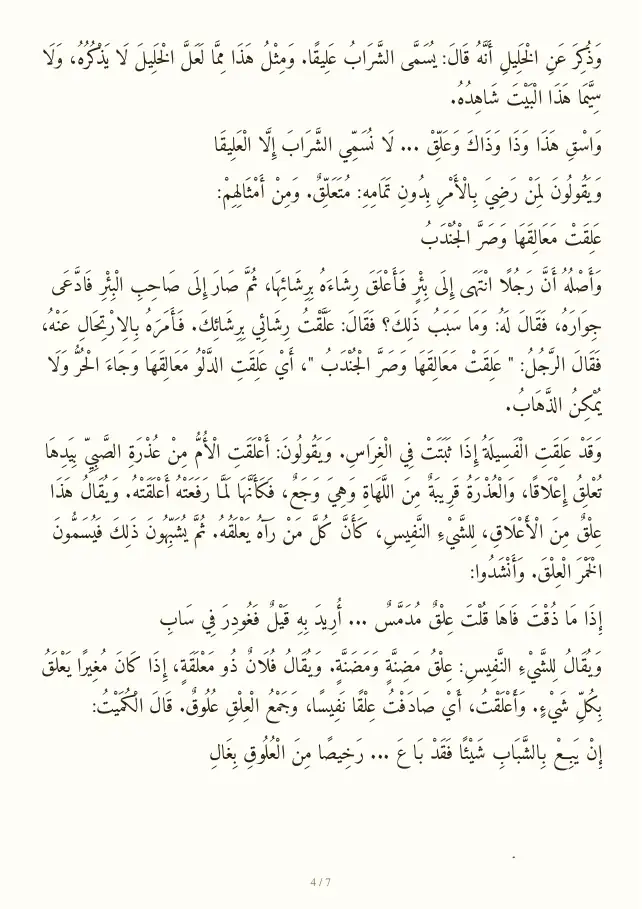 وَذُكِرَ عَنِ الْخَلِيلِ أَنَّهُ قَالَ: يُسَمَّى الشَّرَابُ عَلِيقًا. وَمِثْلُ هَذَا مِمَّا لَعَلَّ الْخَلِيلَ لَا يَذْكُرُهُ، وَلَا
سِيَّمَا هَذَا الْبَيْتَ شَاهِدُهُ.
وَاسْقِ هَذَا وَذَا وَذَاكَ وَعَلِّقْ ... لَا نُسَمِّي الشَّرَابَ إِلَّا الْعَلِيقَا
وَيَقُولُونَ لِمَنْ رَضِيَ بِالْأَمْرِ بِدُونِ تَمَامِهِ: مُتَعَلِّقٌ. وَمِنْ أَمْثَالِهِمْ:
عَلِقَتْ مَعَالِقَهَا وَصَرَّ الْجُنْدَبُ
وَأَصْلُهُ أَنَّ رَجُلًا انْتَهَى إِلَى بِئْرٍ فَأَعْلَقَ رِشَاءَهُ بِرِشَائِهَا، ثُمَّ صَارَ إِلَى صَاحِبِ الْبِئْرِ فَادَّعَى
جِوَارَهُ، فَقَالَ لَهُ: وَمَا سَبَبُ ذَلِكَ؟ فَقَالَ: عَلَّقْتُ رِشَائِي بِرِشَائِكَ. فَأَمَرَهُ بِالِارْتِحَالِ عَنْهُ،
فَقَالَ الرَّجُلُ: " عَلِقَتْ مَعَالِقَهَا وَصَرَّ الْجُنْدَبُ "، أَيْ عَلِقَتِ الدَّلْوُ مَعَالِقَهَا وَجَاءَ الْحُرُّ وَلَا
يُمْكِنُ الذَّهَابُ.
وَقَدْ عَلِقَتِ الْفَسِيلَةُ إِذَا ثَبَتَتْ فِي الْغِرَاسِ. وَيَقُولُونَ: أَعْلَقَتِ الْأُمُّ مِنْ عُذْرَةِ الصَّبِيِّ بِيَدِهَا
تُعْلِقُ إِعْلَاقًا، وَالْعُذْرَةُ قَرِيبَةٌ مِنَ اللَّهَاةِ وَهِيَ وَجَعٌ، فَكَأَنَّهَا لَمَّا رَفَعَتْهُ أَعْلَقَتْهُ. وَيُقَالُ هَذَا
عِلْقٌ مِنَ الْأَعْلَاقِ، لِلشَّيْءِ النَّفِيسِ، كَأَنَّ كُلَّ مَنْ رَآهُ يَعْلَقُهُ. ثُمَّ يُشَبِّهُونَ ذَلِكَ فَيُسَمُّونَ
الْخَمْرَ الْعِلْقَ. وَأَنْشَدُوا:
إِذَا مَا ذُقْتَ فَاهَا قُلْتَ عِلْقٌ مُدَمَّسٌ ... أُرِيدَ بِهِ قَيْلٌ فَغُودِرَ فِي سَابِ
وَيُقَالُ لِلشَّيْءِ النَّفِيسِ: عِلْقُ مَضِنَّةٍ وَمَضَنَّةٍ. وَيُقَالُ فُلَانٌ ذُو مَعْلَقَةٍ، إِذَا كَانَ مُغِيرًا يَعْلَقُ
بِكُلِّ شَيْءٍ. وَأَعْلَقْتُ، أَيْ صَادَفْتُ عِلْقًا نَفِيسًا، وَجَمْعُ الْعِلْقِ عُلُوقٌ. قَالَ الْكُمَيْتُ:
إِنْ يَبِعْ بِالشَّبَابِ شَيْئًا فَقَدْ بَا عَ ... رَخِيصًا مِنَ الْعُلُوقِ بِغَالِ
4 / 7